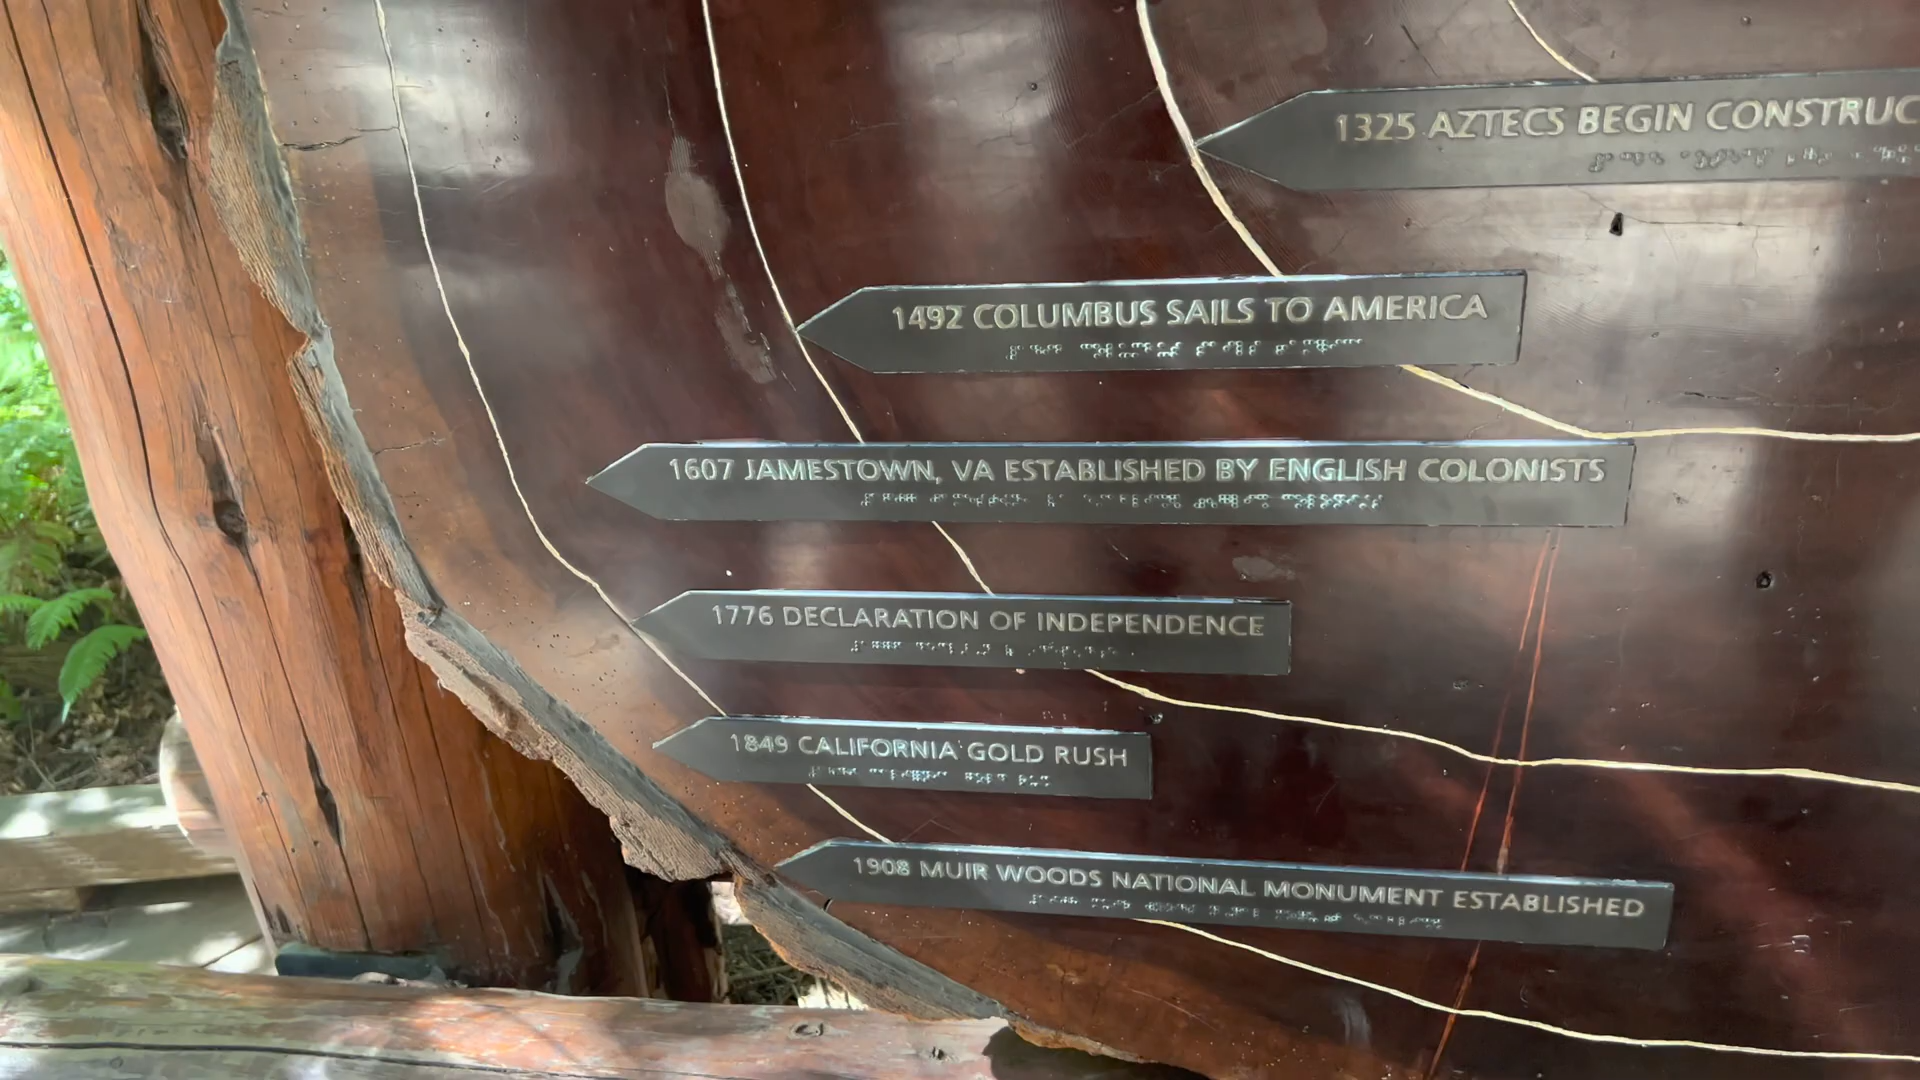 1325 AZTECS BEGIN
1492 COLUMBUS SAILS TO AMERICA
1607 JAMESTOWN, VA ESTABLISHED BY ENGLISH COLONISTS
1776 DECLARATION OF INDEPENDENCE
1849 CALIFORNIA GOLD RUSH
1908 MUIR WOODS NATIONAL MONUMENT ESTABLISHED